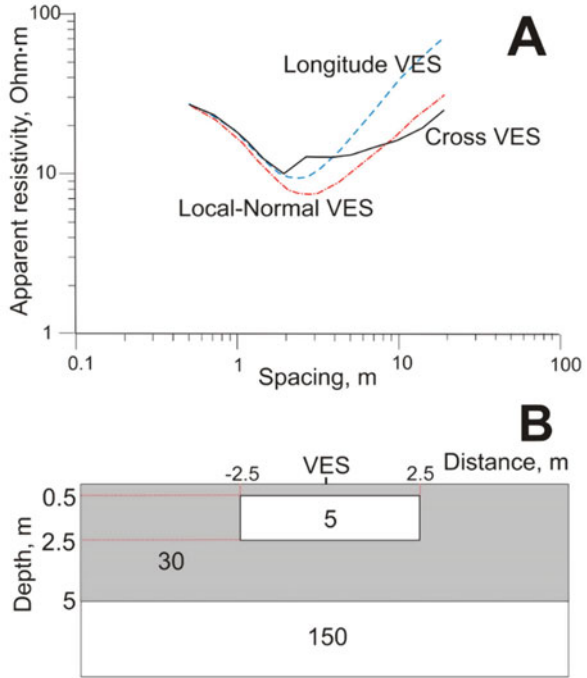 A
100
10
1
Apparent resistivity, Ohm·m
Longitude VES
Cross VES
Local-Normal VES
0.1
1
10
100
Spacing, m
B
-2.5
VES
2.5
Distance, m
0.5
2.5
5
Depth, m
5
30
150